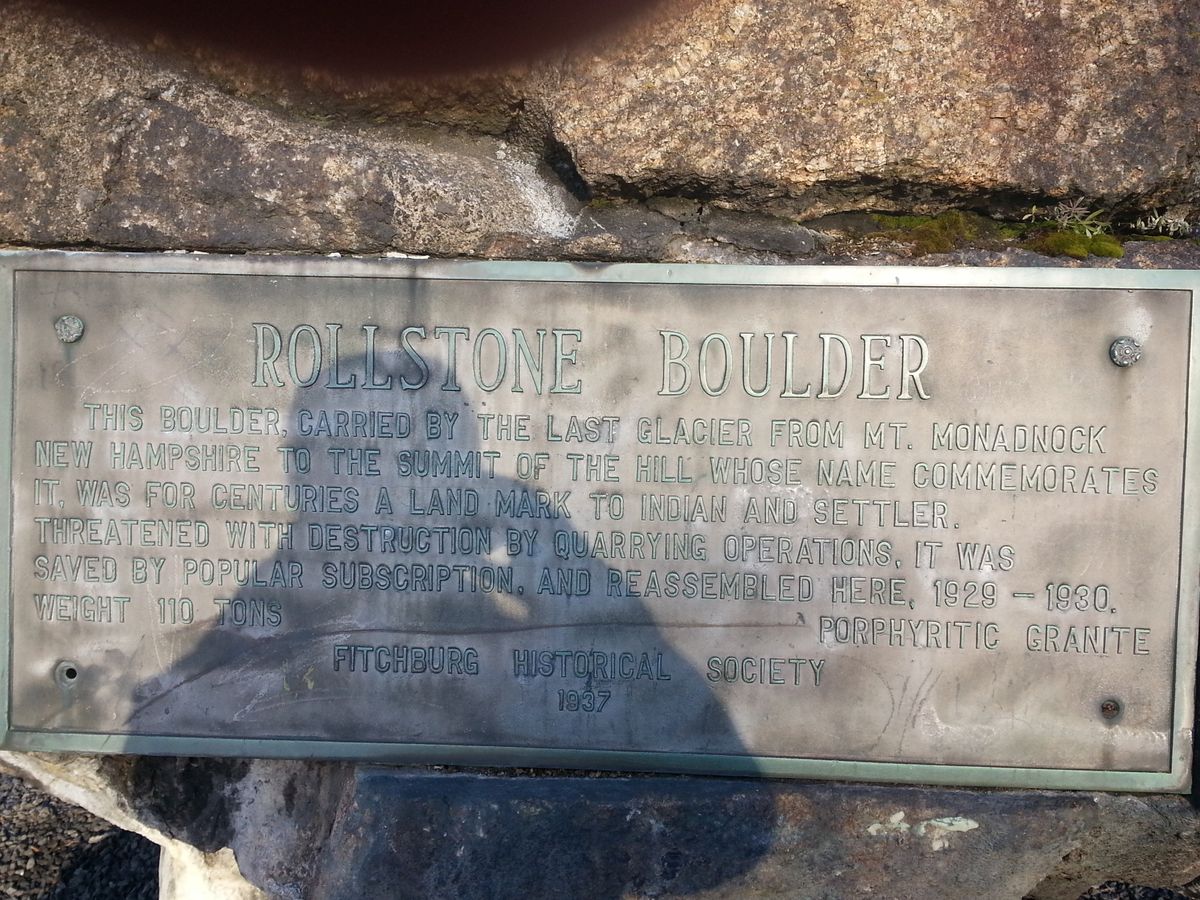 ROLLSTONE BOULDER
THIS BOULDER, CARRIED BY THE LAST GLACIER FROM MT. MONADNOCK
NEW HAMPSHIRE TO THE SUMMIT OF THE HILL WHOSE NAME COMMEMORATES
IT, WAS FOR CENTURIES A LAND MARK TO INDIAN AND SETTLER.
THREATENED WITH DESTRUCTION BY QUARRYING OPERATIONS, IT WAS
SAVED BY POPULAR SUBSCRIPTION, AND REASSEMBLED HERE, 1929 – 1930.
WEIGHT 110 TONS PORPHYRITIC GRANITE
FITCHBURG HISTORICAL SOCIETY
1937